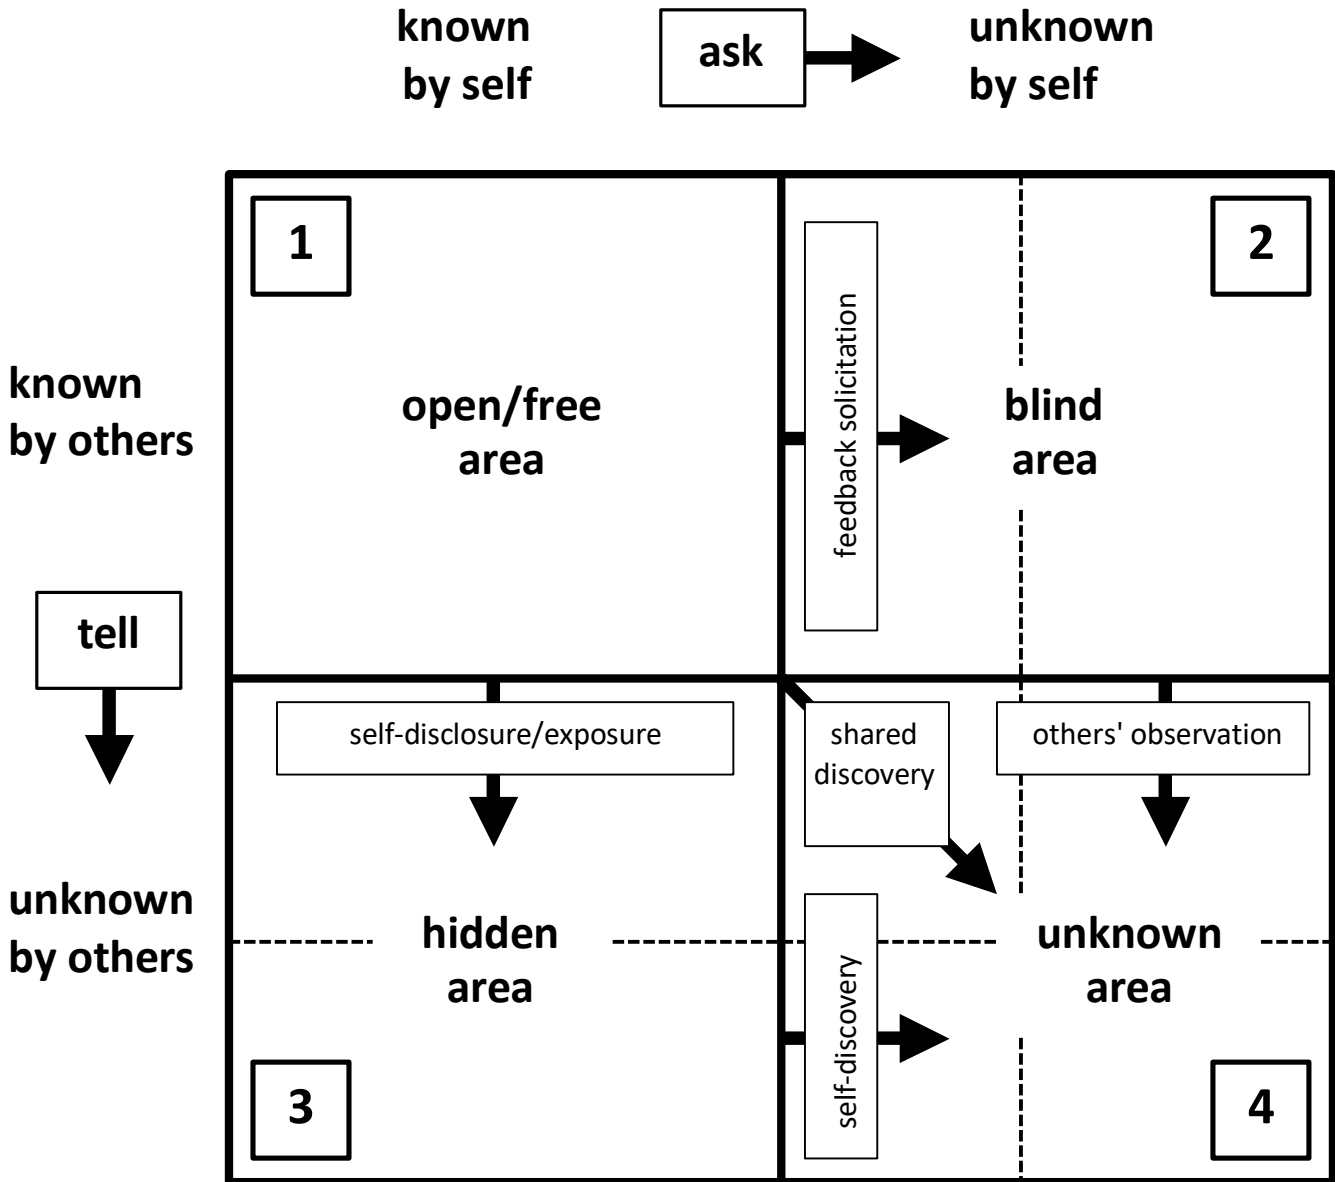 known
by self
ask
unknown
by self
1
2
known
by others
open/free
area
feedback solicitation
blind
area
tell
self-disclosure/exposure
shared
discovery
others' observation
unknown
by others
hidden
area
self-discovery
unknown
area
3
4